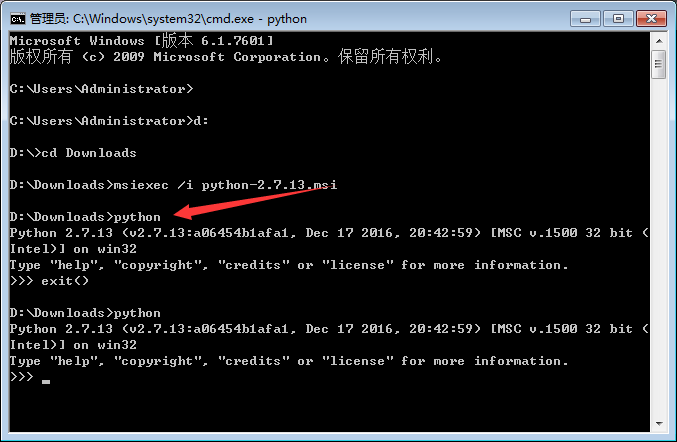 管理员: C:\Windows\system32\cmd.exe - python
Microsoft Windows [版本 6.1.7601]
版权所有 (c) 2009 Microsoft Corporation。保留所有权利。
C:\Users\Administrator>
C:\Users\Administrator>d:
D:\>cd Downloads
D:\Downloads>msiexec /i python-2.7.13.msi
D:\Downloads>python
Python 2.7.13 (v2.7.13:a06454b1afa1, Dec 17 2016, 20:42:59) [MSC v.1500 32 bit (
Intel)] on win32
Type "help", "copyright", "credits" or "license" for more information.
>>> exit()
D:\Downloads>python
Python 2.7.13 (v2.7.13:a06454b1afa1, Dec 17 2016, 20:42:59) [MSC v.1500 32 bit (
Intel)] on win32
Type "help", "copyright", "credits" or "license" for more information.
>>> _